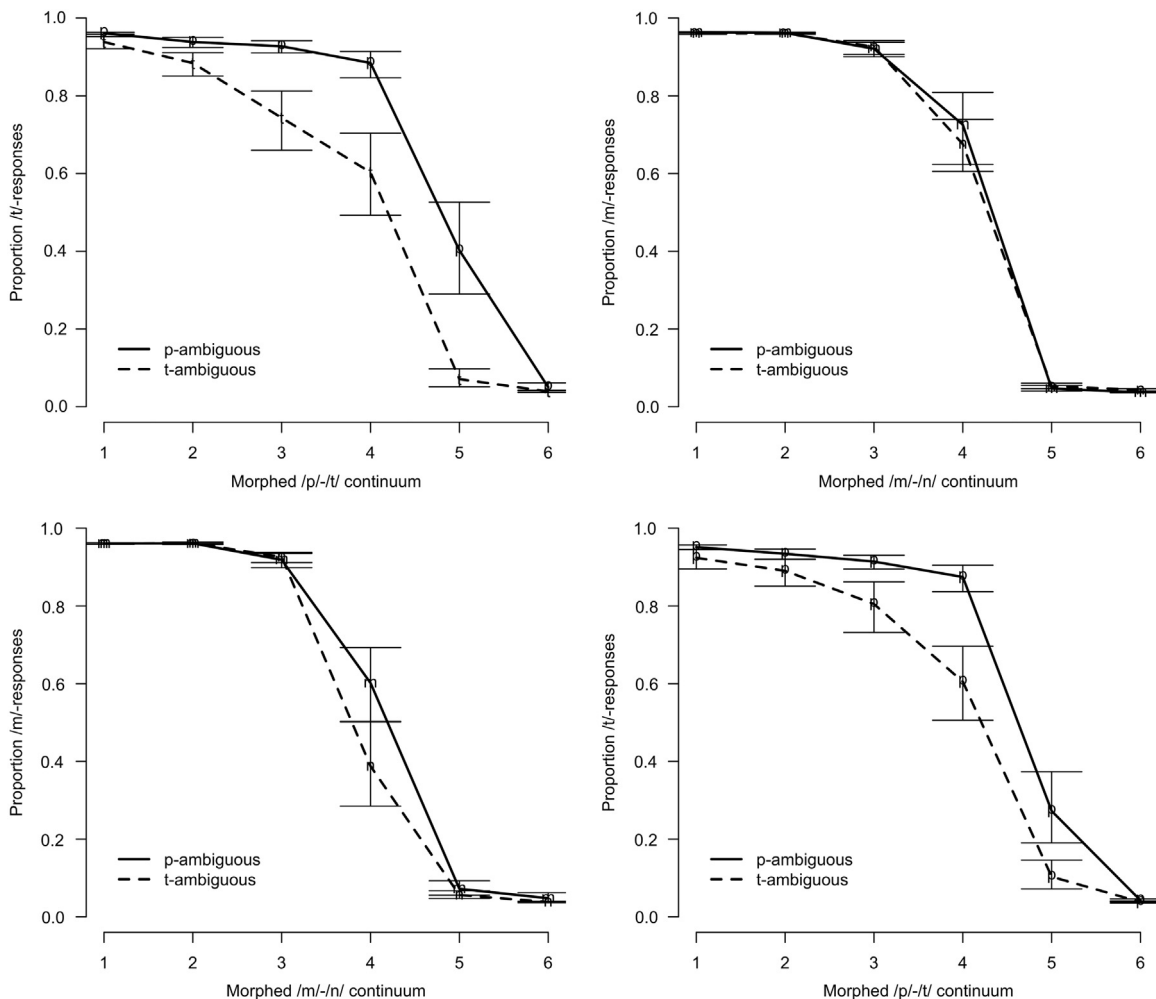 Proportion /t/-responses
1.0
0.8
0.6
0.4
0.2
0.0
p-ambiguous
t-ambiguous
1 2 3 4 5 6
Morphed /p/-/t/ continuum
Proportion /m/-responses
1.0
0.8
0.6
0.4
0.2
0.0
p-ambiguous
t-ambiguous
1 2 3 4 5 6
Morphed /m/-/n/ continuum
Proportion /m/-responses
1.0
0.8
0.6
0.4
0.2
0.0
p-ambiguous
t-ambiguous
1 2 3 4 5 6
Morphed /m/-/n/ continuum
Proportion /t/-responses
1.0
0.8
0.6
0.4
0.2
0.0
p-ambiguous
t-ambiguous
1 2 3 4 5 6
Morphed /p/-/t/ continuum